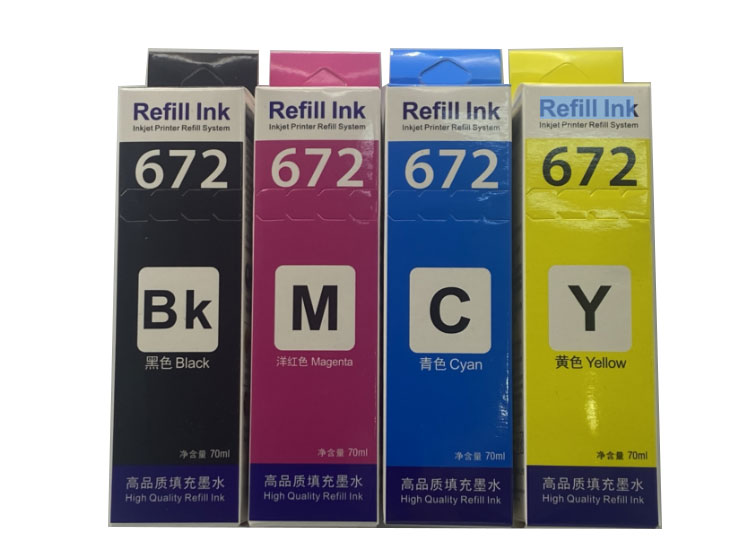 Refill Ink
Inkjet Printer Refill System
672
Bk
黑色 Black
净含量 70ml
高品质填充墨水
High Quality Refill Ink
Refill Ink
Inkjet Printer Refill System
672
M
洋红色 Magenta
净含量 70ml
高品质填充墨水
High Quality Refill Ink
Refill Ink
Inkjet Printer Refill System
672
C
青色 Cyan
净含量 70ml
高品质填充墨水
High Quality Refill Ink
Refill Ink
Inkjet Printer Refill System
672
Y
黄色 Yellow
净含量 70ml
高品质填充墨水
High Quality Refill Ink